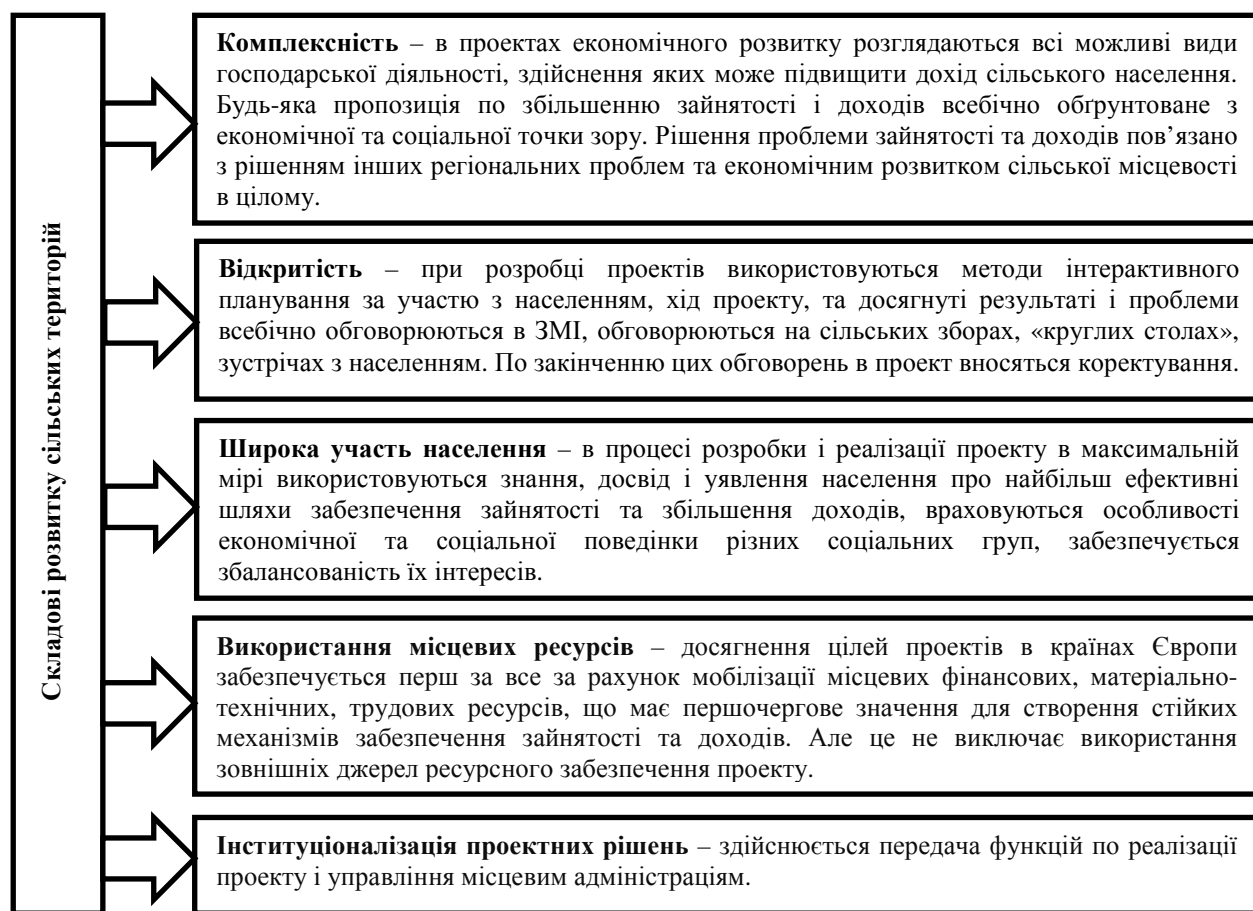 Складові розвитку сільських територій
Комплексність – в проектах економічного розвитку розглядаються всі можливі види
господарської діяльності, здійснення яких може підвищити дохід сільського населення.
Будь-яка пропозиція по збільшенню зайнятості і доходів всебічно обґрунтоване з
економічної та соціальної точки зору. Рішення проблеми зайнятості та доходів пов’язано
з рішенням інших регіональних проблем та економічним розвитком сільської місцевості
в цілому.
Відкритість – при розробці проектів використовуються методи інтерактивного
планування за участю з населенням, хід проекту, та досягнуті результаті і проблеми
всебічно обговорюються в ЗМІ, обговорюються на сільських зборах, «круглих столах»,
зустрічах з населенням. По закінченню цих обговорень в проект вносяться коректування.
Широка участь населення – в процесі розробки і реалізації проекту в максимальній
мірі використовуються знання, досвід і уявлення населення про найбільш ефективні
шляхи забезпечення зайнятості та збільшення доходів, враховуються особливості
економічної та соціальної поведінки різних соціальних груп, забезпечується
збалансованість їх інтересів.
Використання місцевих ресурсів – досягнення цілей проектів в країнах Європи
забезпечується перш за все за рахунок мобілізації місцевих фінансових, матеріально-
технічних, трудових ресурсів, що має першочергове значення для створення стійких
механізмів забезпечення зайнятості та доходів. Але це не виключає використання
зовнішніх джерел ресурсного забезпечення проекту.
Інституціоналізація проектних рішень – здійснюється передача функцій по реалізації
проекту і управління місцевим адміністраціям.